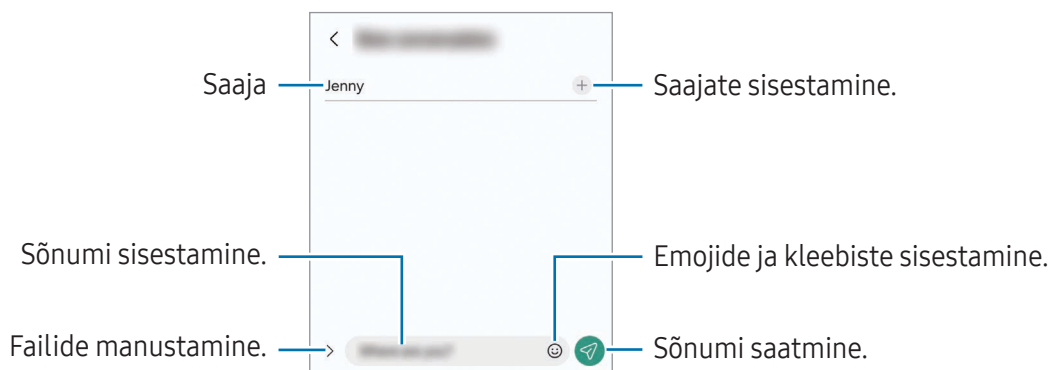 Saaja
Jenny
Saajate sisestamine.
Sõnumi sisestamine.
Emojide ja kleebiste sisestamine.
Failide manustamine.
Sõnumi saatmine.